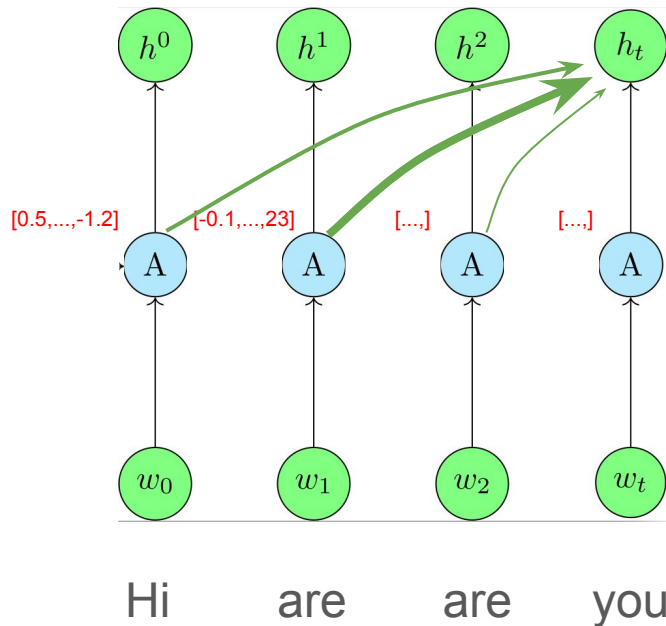 h⁰ h¹ h² hₜ
[0.5,...,-1.2] [-0.1,...,23] [...,] [...,]
A A A A
w₀ w₁ w₂ wₜ
Hi are are you